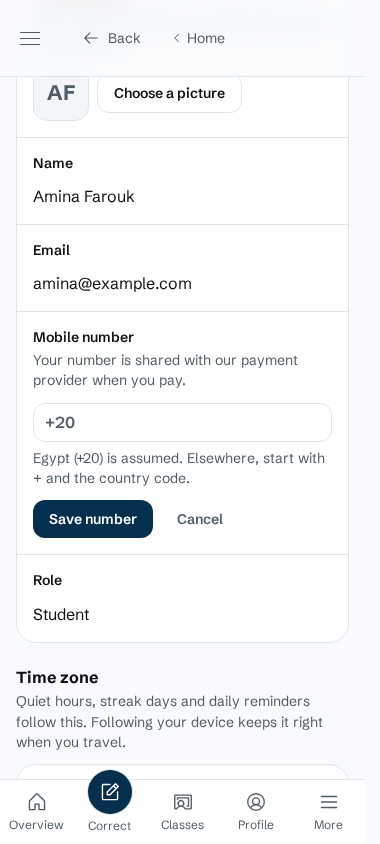 Back
Home
AF
Choose a picture
Name
Amina Farouk
Email
amina@example.com
Mobile number
Your number is shared with our payment
provider when you pay.
+20
Egypt (+20) is assumed. Elsewhere, start with
+ and the country code.
Save number
Cancel
Role
Student
Time zone
Quiet hours, streak days and daily reminders
follow this. Following your device keeps it right
when you travel.
Overview
Correct
Classes
Profile
More